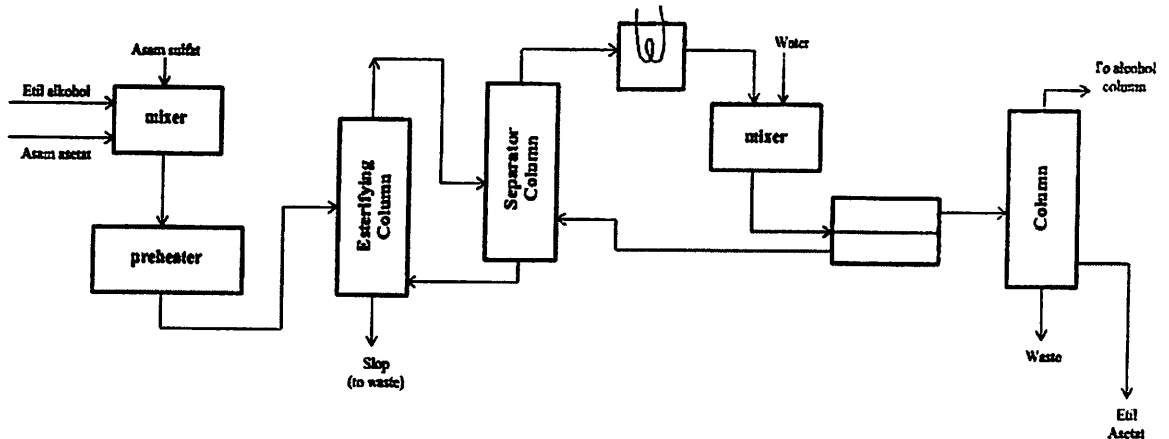 Asam sulfat
Etil alkohol
mixer
Asam asetat
preheater
Esterifying
Column
Slop
(to waste)
Separator
Column
Water
mixer
Column
To alcohol
column
Waste
Etil
Asetat